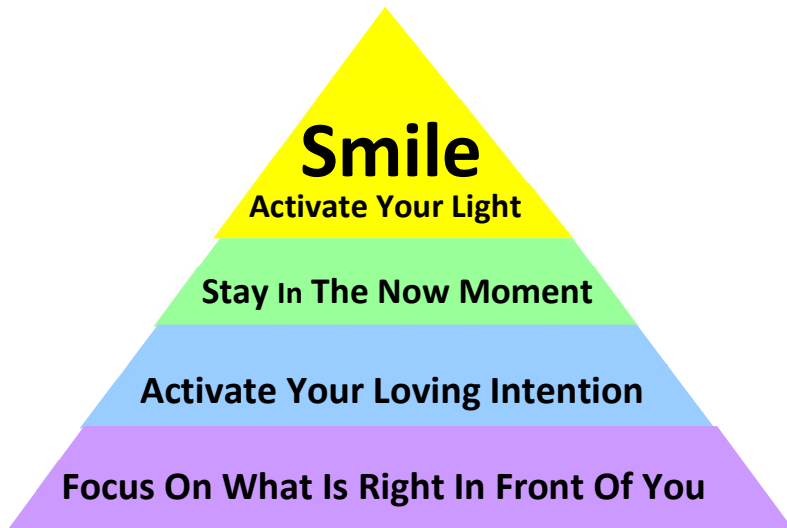 Smile
Activate Your Light
Stay In The Now Moment
Activate Your Loving Intention
Focus On What Is Right In Front Of You